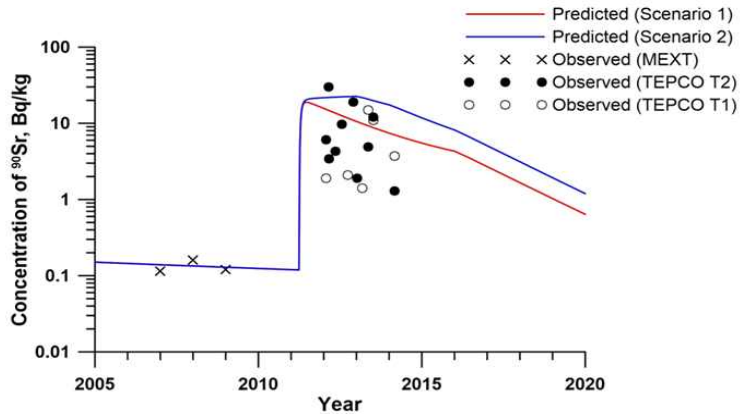 Predicted (Scenario 1)
Predicted (Scenario 2)
Observed (MEXT)
Observed (TEPCO T2)
Observed (TEPCO T1)
Concentration of ⁹⁰Sr, Bq/kg
100
10
1
0.1
0.01
2005
2010
2015
2020
Year